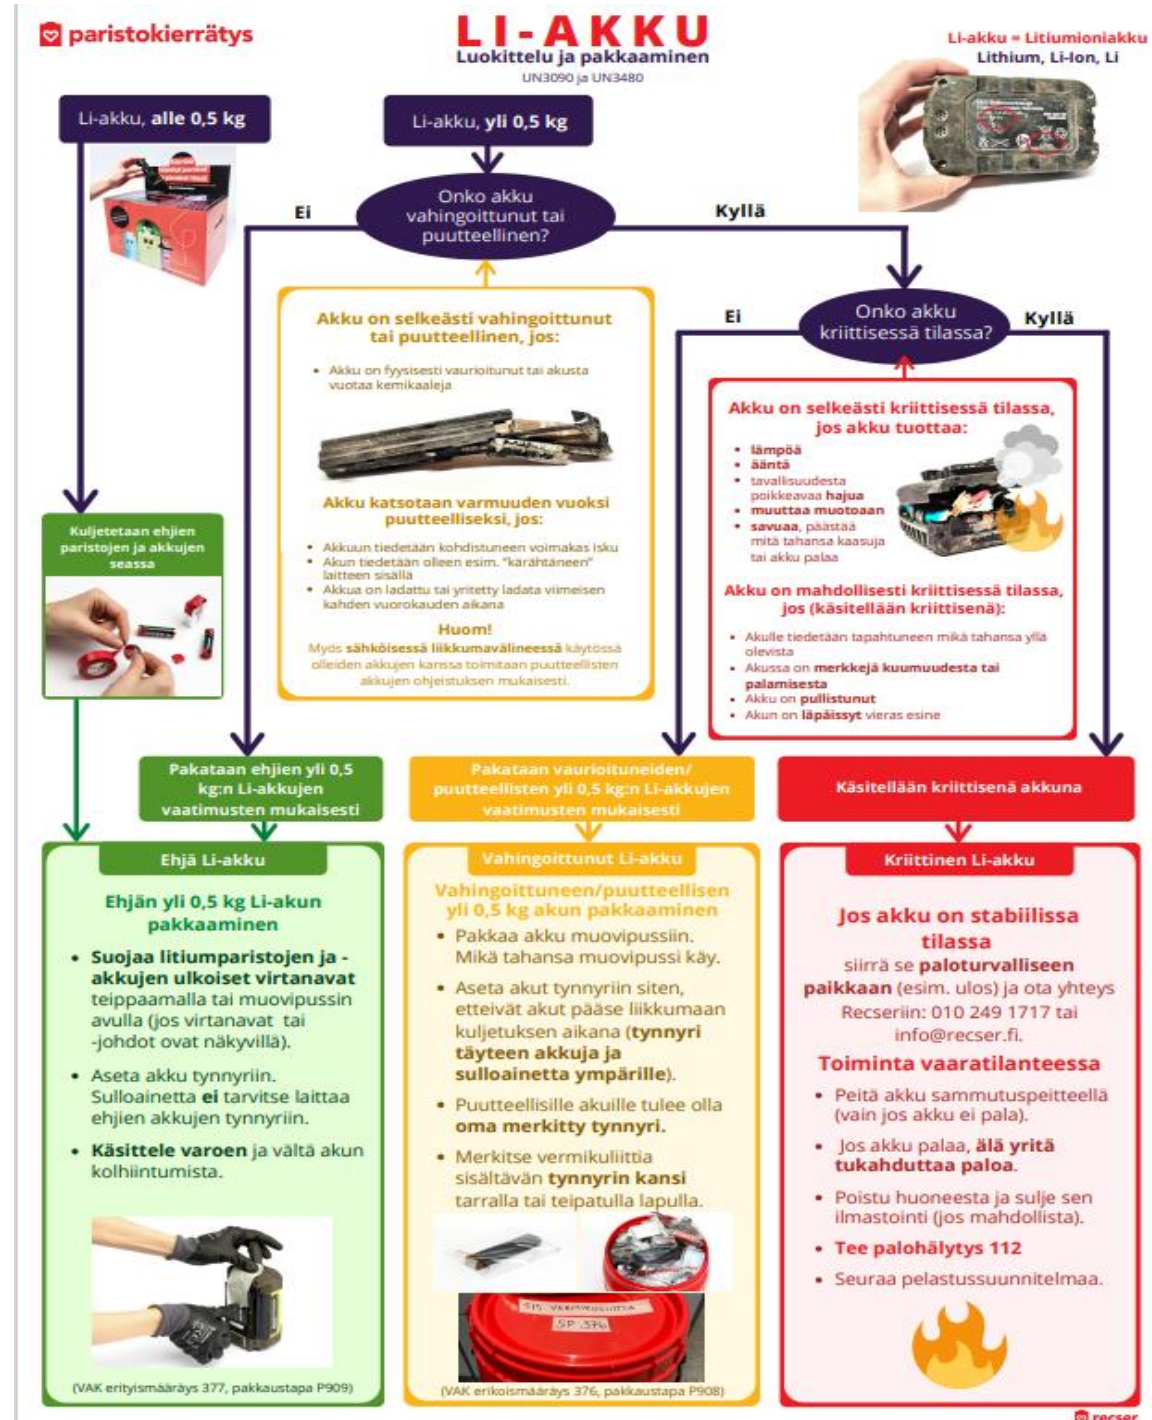 paristokierrätys
LI-AKKU
Luokittelu ja pakkaaminen
UN3090 ja UN3480
Li-akku = Litiumioniakku
Lithium, Li-Ion, Li
Li-akku, alle 0,5 kg
Li-akku, yli 0,5 kg
Onko akku
vahingoittunut tai
puutteellinen?
Ei
Kyllä
Onko akku
kriittisessä tilassa?
Ei
Kyllä
Akku on selkeästi vahingoittunut
tai puutteellinen, jos:
• Akku on fyysisesti vaurioitunut tai akusta
vuotaa kemikaaleja
Akku katsotaan varmuuden vuoksi
puutteelliseksi, jos:
• Akkuun tiedetään kohdistuneen voimakas isku
• Akun tiedetään olleen esim. "kärähtäneen"
laitteen sisällä
• Akkua on ladattu tai yritetty ladata viimeisen
kahden vuorokauden aikana
Huom!
Myös sähköisessä liikkumavälineessä käytössä
olleiden akkujen kanssa toimitaan puutteellisten
akkujen ohjeistuksen mukaisesti.
Akku on selkeästi kriittisessä tilassa,
jos akku tuottaa:
• lämpöä
• ääntä
• tavallisuudesta
poikkeavaa hajua
• muuttaa muotoaan
• savuaa, päästää
mitä tahansa kaasuja
tai akku palaa
Akku on mahdollisesti kriittisessä tilassa,
jos (käsitellään kriittisenä):
• Akulle tiedetään tapahtuneen mikä tahansa yllä
olevista
• Akussa on merkkejä kuumuudesta tai
palamisesta
• Akku on pullistunut
• Akun on läpäissyt vieras esine
Kuljetetaan ehjien
paristojen ja akkujen
seassa
Pakataan ehjien yli 0,5
kg:n Li-akkujen
vaatimusten mukaisesti
Pakataan vaurioituneiden/
puutteellisten yli 0,5 kg:n Li-akkujen
vaatimusten mukaisesti
Käsitellään kriittisenä akkuna
Ehjä Li-akku
Ehjän yli 0,5 kg Li-akun
pakkaaminen
• Suojaa litiumparistojen ja -
akkujen ulkoiset virtanavat
teippaamalla tai muovipussin
avulla (jos virtanavat tai
-johdot ovat näkyvillä).
• Aseta akku tynnyriin.
Sulloainetta ei tarvitse laittaa
ehjien akkujen tynnyriin.
• Käsittele varoen ja vältä akun
kolhiintumista.
(VAK erityismääräys 377, pakkaustapa P909)
Vahingoittunut Li-akku
Vahingoittuneen/puutteellisen
yli 0,5 kg akun pakkaaminen
• Pakkaa akku muovipussiin.
Mikä tahansa muovipussi käy.
• Aseta akut tynnyriin siten,
etteivät akut pääse liikkumaan
kuljetuksen aikana (tynnyri
täyteen akkuja ja
sulloainetta ympärille).
• Puutteellisille akuille tulee olla
oma merkitty tynnyri.
• Merkitse vermikuliittia
sisältävän tynnyrin kansi
tarralla tai teipatulla lapulla.
SIS. VERMIKULIITTIA
SP 376
(VAK erikoismääräys 376, pakkaustapa P908)
Kriittinen Li-akku
Jos akku on stabiilissa
tilassa
siirrä se paloturvalliseen
paikkaan (esim. ulos) ja ota yhteys
Recseriin: 010 249 1717 tai
info@recser.fi.
Toiminta vaaratilanteessa
• Peitä akku sammutuspeitteellä
(vain jos akku ei pala).
• Jos akku palaa, älä yritä
tukahduttaa paloa.
• Poistu huoneesta ja sulje sen
ilmastointi (jos mahdollista).
• Tee palohälytys 112
• Seuraa pelastussuunnitelmaa.
recser